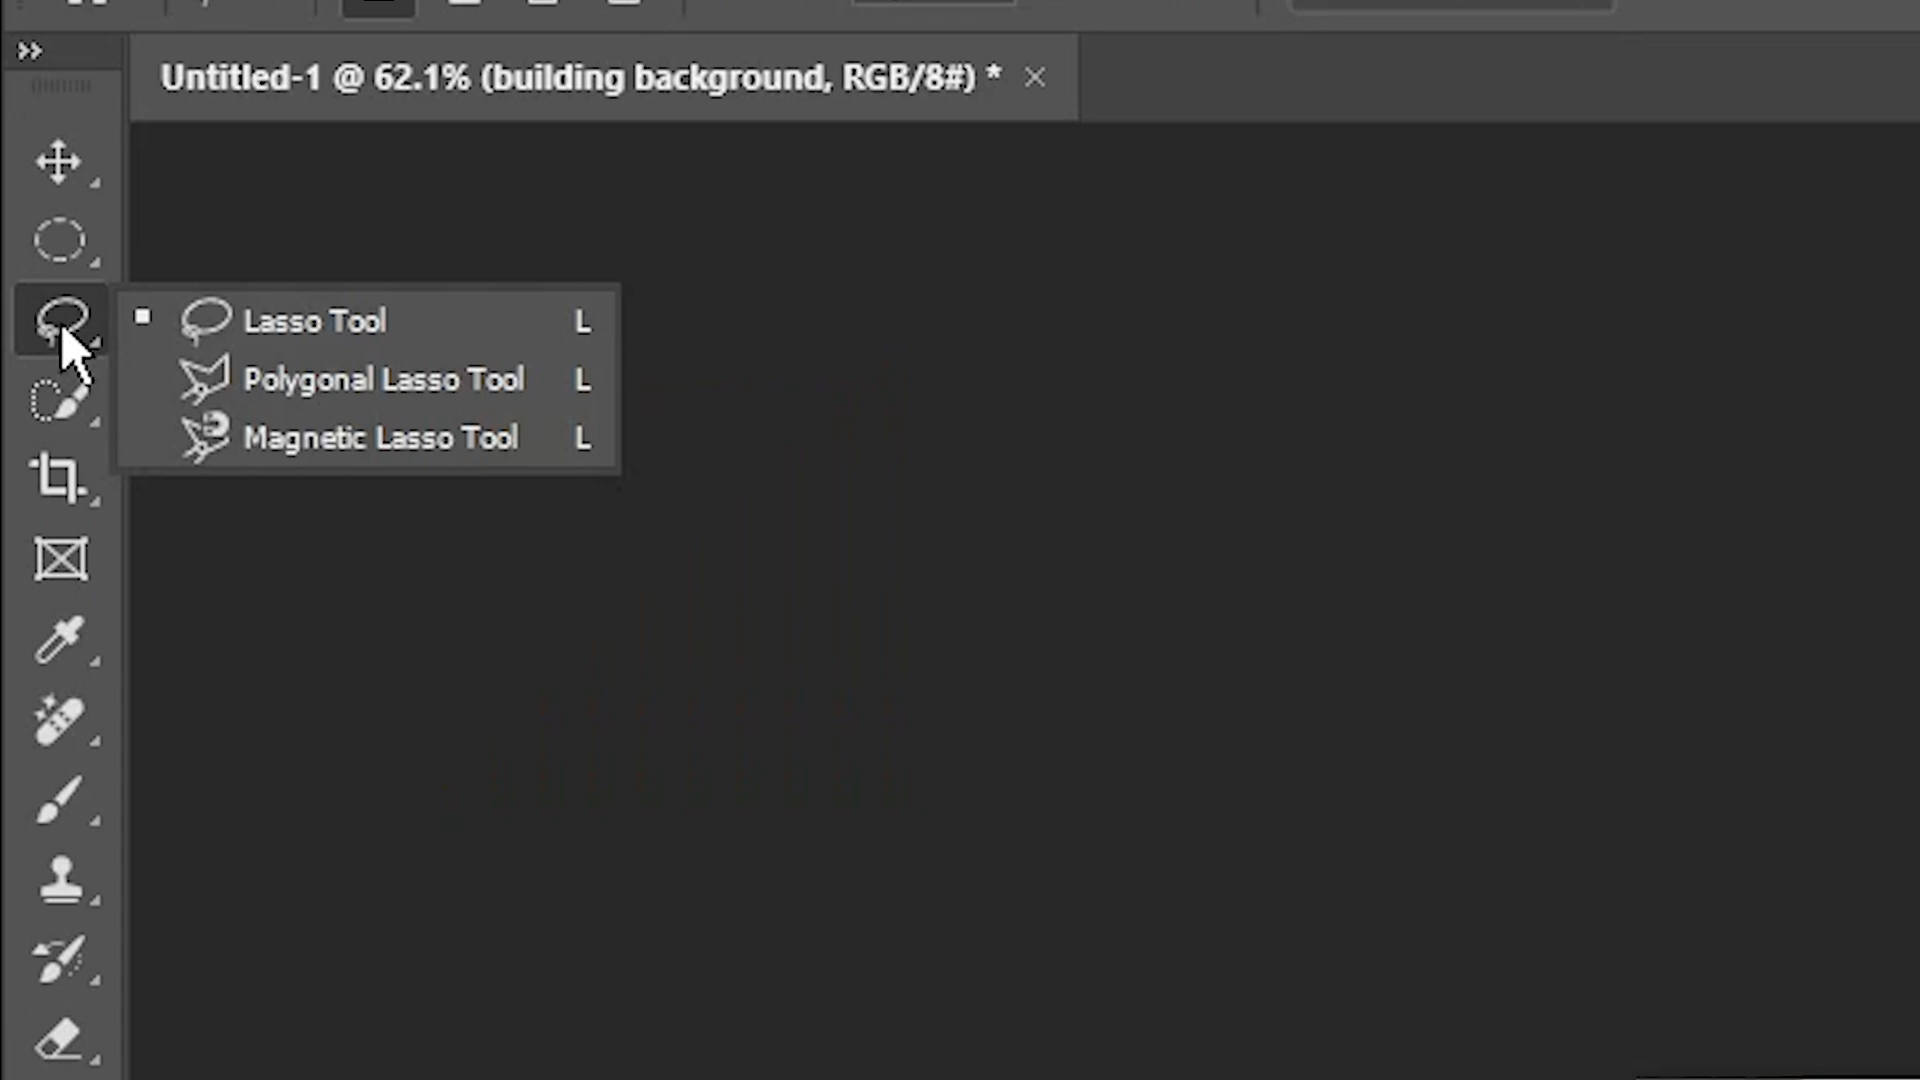 Untitled-1 @ 62.1% (building background, RGB/8#) *
Lasso Tool L
Polygonal Lasso Tool L
Magnetic Lasso Tool L